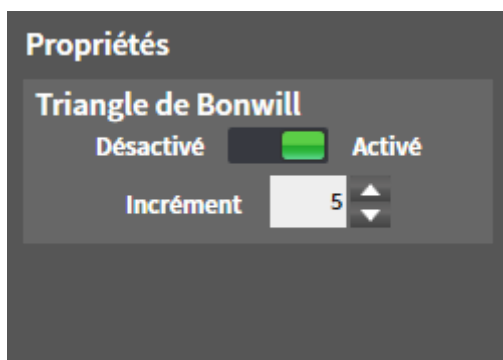 Propriétés
Triangle de Bonwill
Désactivé Activé
Incrément 5